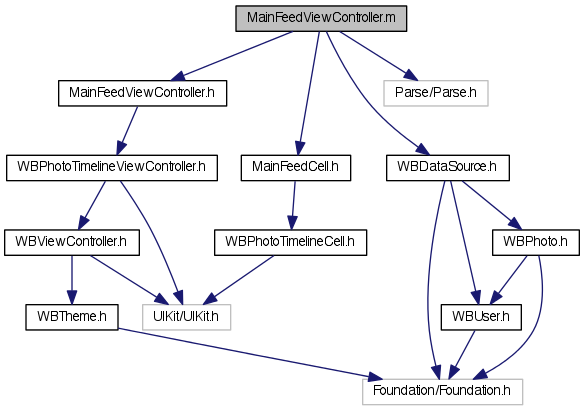 MainFeedViewController.m
MainFeedViewController.h
Parse/Parse.h
WBPhotoTimelineViewController.h
MainFeedCell.h
WBDataSource.h
WBViewController.h
WBPhotoTimelineCell.h
WBPhoto.h
WBTheme.h
UIKit/UIKit.h
WBUser.h
Foundation/Foundation.h